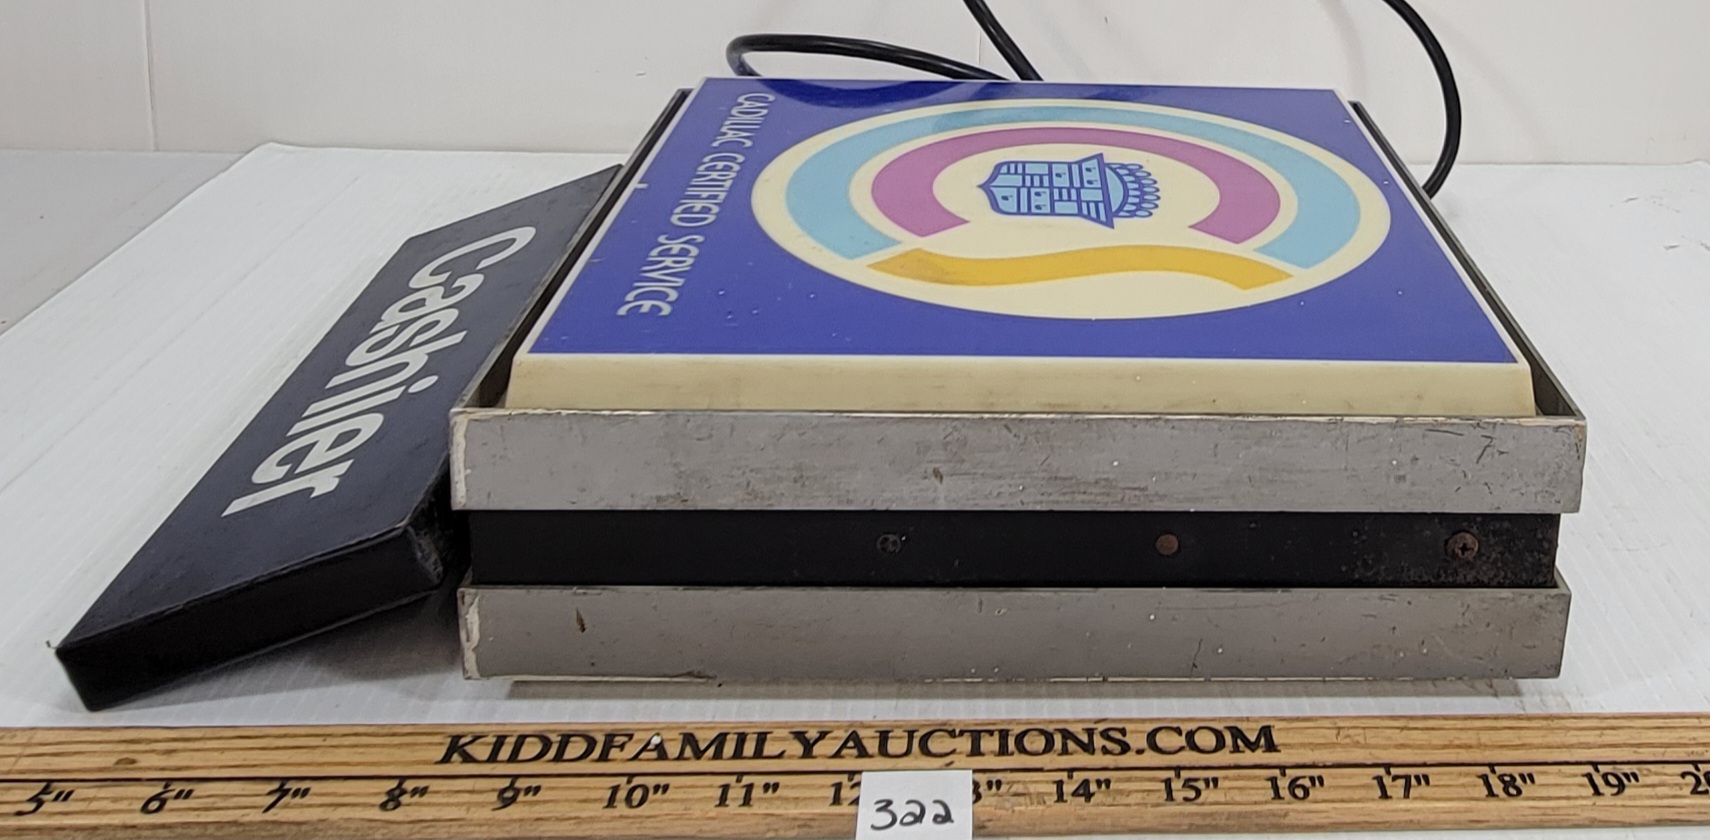 CADILLAC CERTIFIED SERVICE
Cashier
KIDDFAMILYAUCTIONS.COM
5" 6" 7" 8" 9" 10" 11" 12 3" 14" 15" 16" 17" 18" 19" 20
322